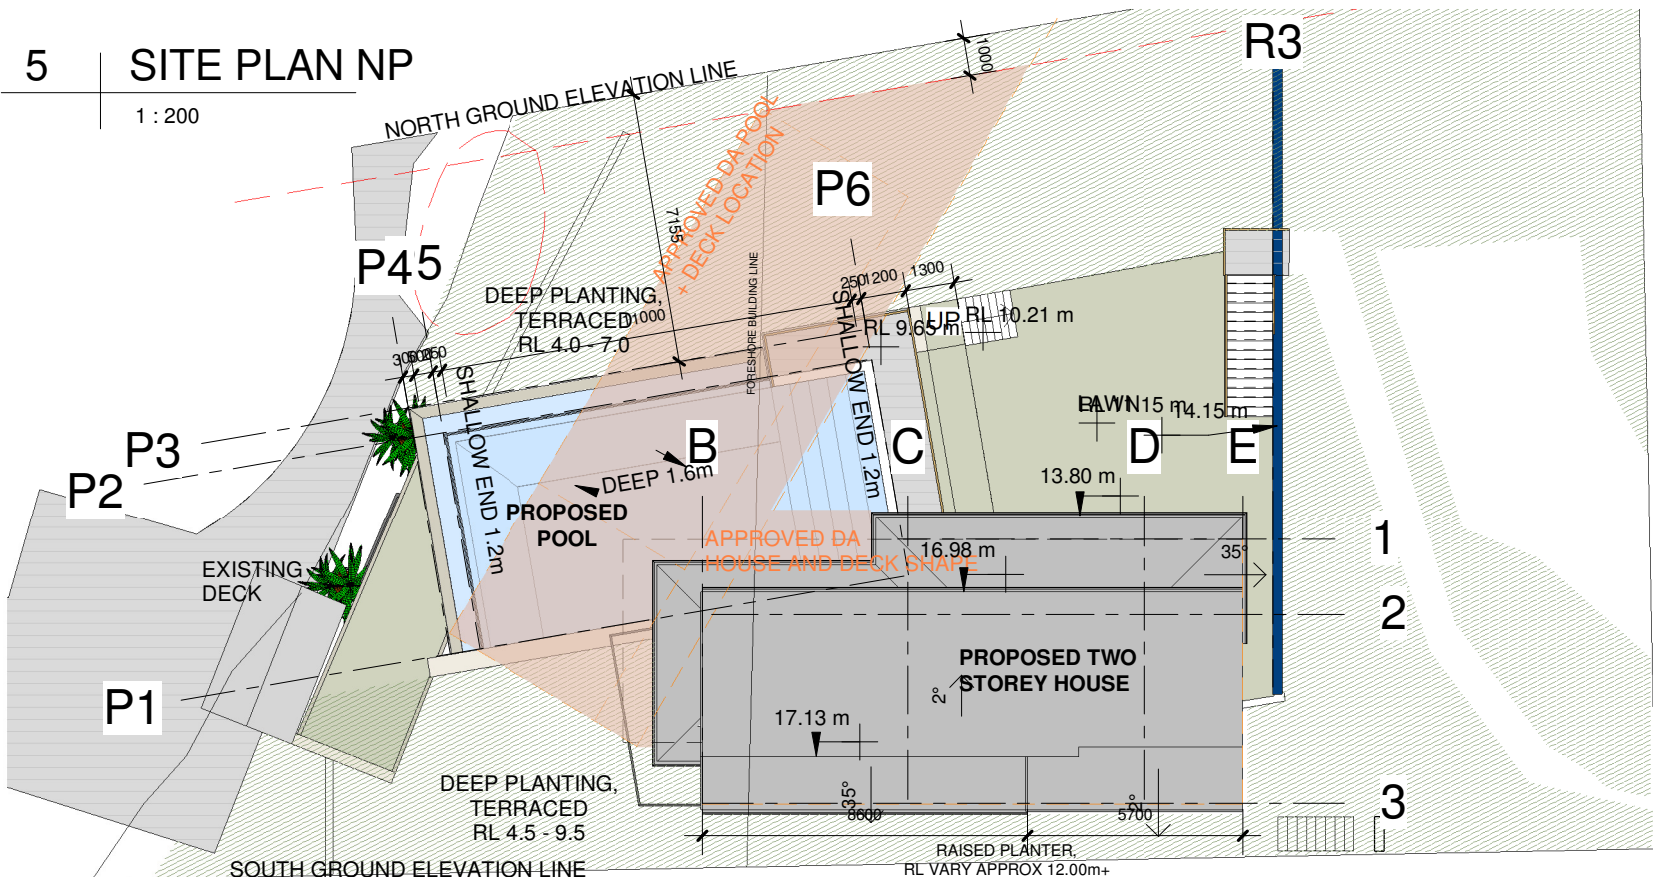 5
SITE PLAN NP
1 : 200
NORTH GROUND ELEVATION LINE
1000
R3
APPROVED DA POOL
+ DECK LOCATION
7155
P6
P4
5
DEEP PLANTING,
TERRACED
RL 4.0 - 7.0
11000
FORESHORE BUILDING LINE
250
1200
1300
SHALLOW END 1.2m
RL 9.65 m
UP
RL 10.21 m
300
250
SHALLOW END 1.2m
P3
P2
B
C
D
E
LAWN
14.15 m
DEEP 1.6m
PROPOSED
POOL
13.80 m
APPROVED DA
HOUSE AND DECK SHAPE
16.98 m
35°
1
2
3
EXISTING
DECK
P1
PROPOSED TWO
STOREY HOUSE
2°
17.13 m
35°
2°
8600
5700
DEEP PLANTING,
TERRACED
RL 4.5 - 9.5
SOUTH GROUND ELEVATION LINE
RAISED PLANTER,
RL VARY APPROX 12.00m+